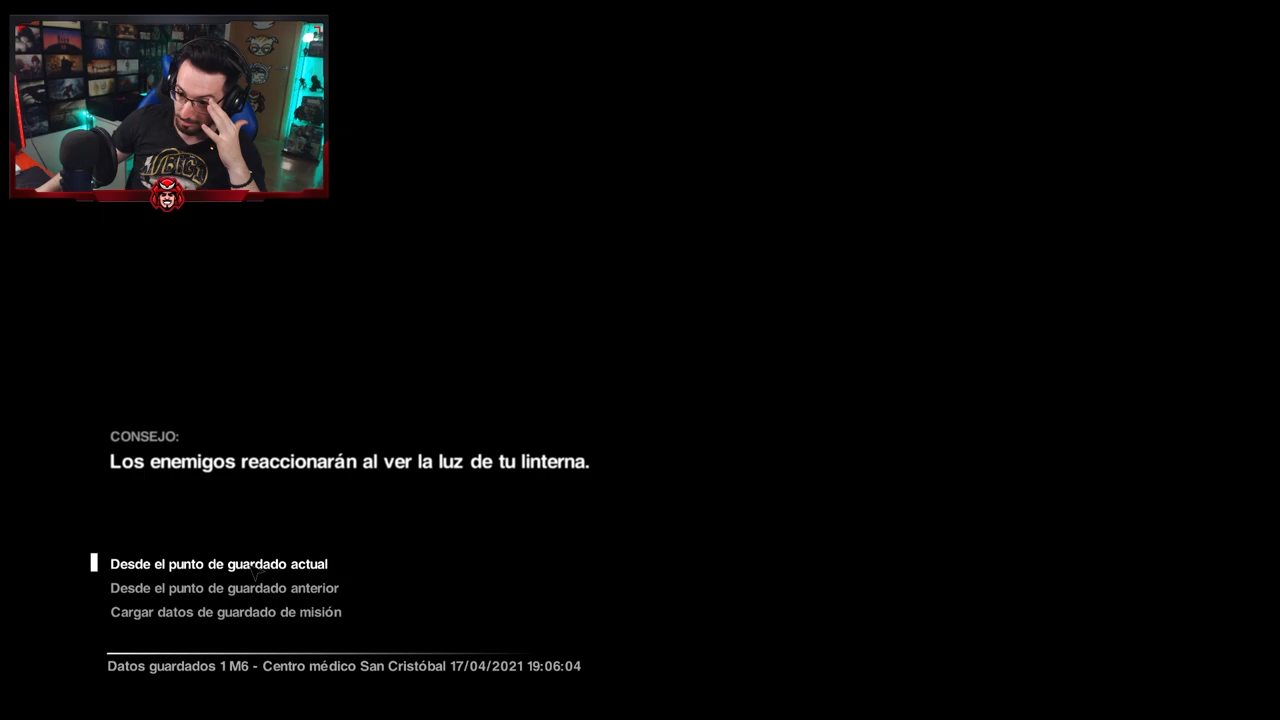 CONSEJO:
Los enemigos reaccionarán al ver la luz de tu linterna.
Desde el punto de guardado actual
Desde el punto de guardado anterior
Cargar datos de guardado de misión
Datos guardados 1 M6 - Centro médico San Cristóbal 17/04/2021 19:06:04